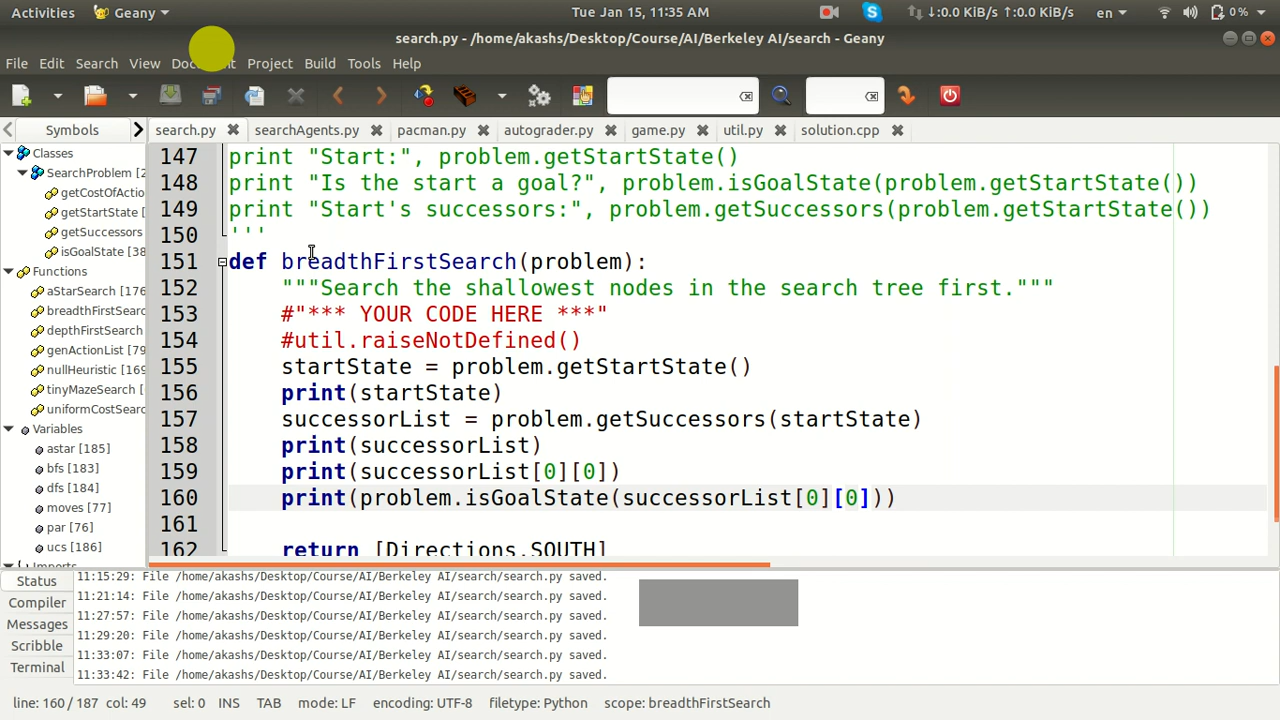 Activities Geany Tue Jan 15, 11:35 AM ↓:0.0 KiB/s ↑:0.0 KiB/s en 0%
search.py - /home/akashs/Desktop/Course/AI/Berkeley AI/search - Geany
File Edit Search View Project Build Tools Help
Symbols search.py searchAgents.py pacman.py autograder.py game.py util.py solution.cpp
Classes
SearchProblem [2
getCostOfActio
getStartState [
getSuccessors
isGoalState [38
Functions
aStarSearch [176
breadthFirstSearc
depthFirstSearch
genActionList [79
nullHeuristic [169
tinyMazeSearch [
uniformCostSearc
Variables
astar [185]
bfs [183]
dfs [184]
moves [77]
par [76]
ucs [186]
Imports
147 print "Start:", problem.getStartState()
148 print "Is the start a goal?", problem.isGoalState(problem.getStartState())
149 print "Start's successors:", problem.getSuccessors(problem.getStartState())
150 '''
151 def breadthFirstSearch(problem):
152 """Search the shallowest nodes in the search tree first."""
153 #"*** YOUR CODE HERE ***"
154 #util.raiseNotDefined()
155 startState = problem.getStartState()
156 print(startState)
157 successorList = problem.getSuccessors(startState)
158 print(successorList)
159 print(successorList[0][0])
160 print(problem.isGoalState(successorList[0][0]))
161
162 return [Directions.SOUTH]
Status
Compiler
Messages
Scribble
Terminal
11:15:29: File /home/akashs/Desktop/Course/AI/Berkeley AI/search/search.py saved.
11:21:14: File /home/akashs/Desktop/Course/AI/Berkeley AI/search/search.py saved.
11:27:57: File /home/akashs/Desktop/Course/AI/Berkeley AI/search/search.py saved.
11:29:20: File /home/akashs/Desktop/Course/AI/Berkeley AI/search/search.py saved.
11:33:07: File /home/akashs/Desktop/Course/AI/Berkeley AI/search/search.py saved.
11:33:42: File /home/akashs/Desktop/Course/AI/Berkeley AI/search/search.py saved.
line: 160 / 187 col: 49 sel: 0 INS TAB mode: LF encoding: UTF-8 filetype: Python scope: breadthFirstSearch